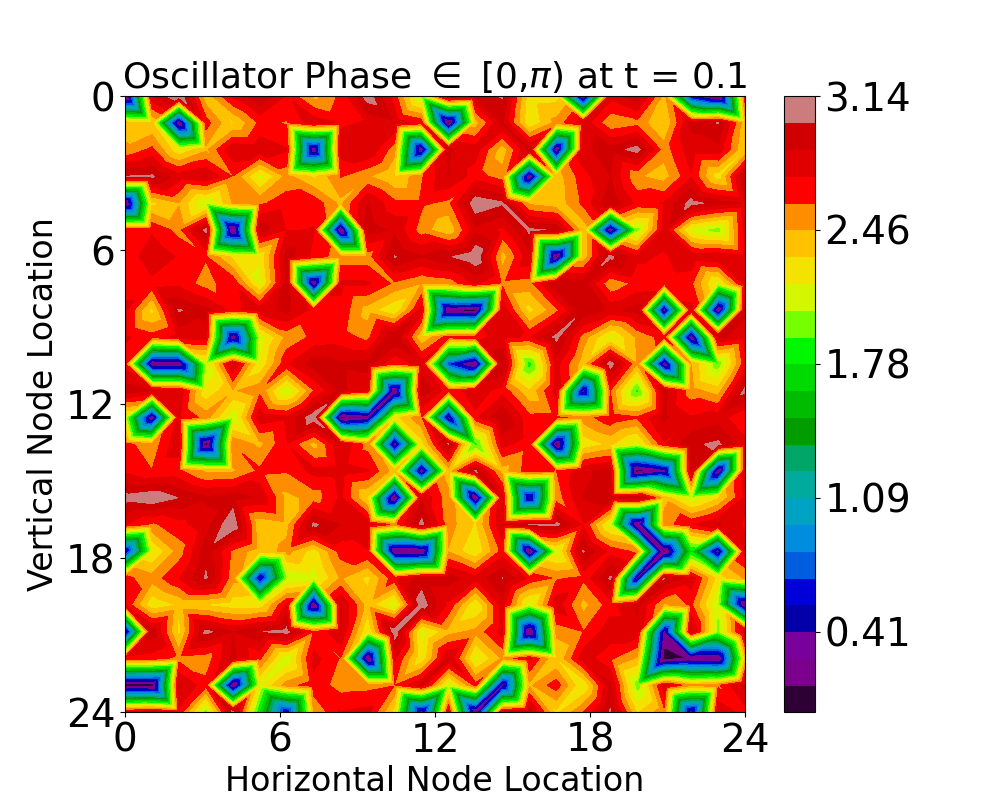 Oscillator Phase ∈ [0,π) at t = 0.1
0
6
12
18
24
Vertical Node Location
0 6 12 18 24
Horizontal Node Location
3.14
2.46
1.78
1.09
0.41